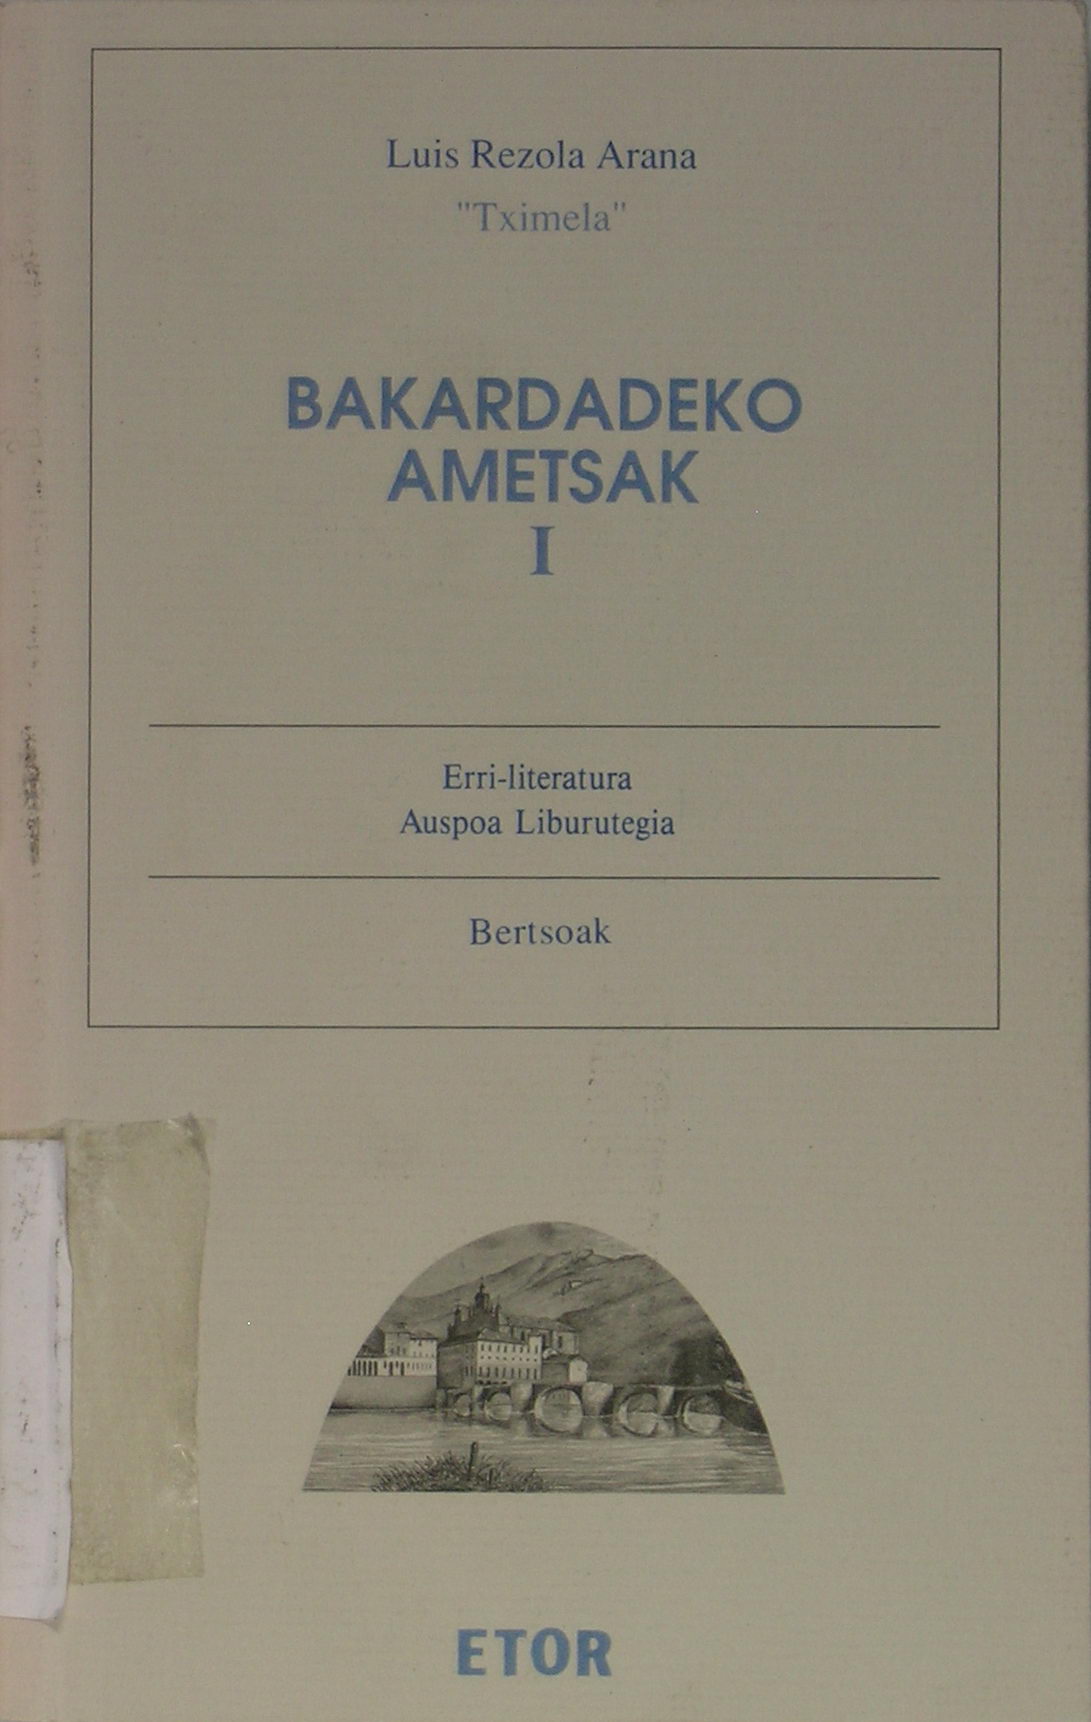 Luis Rezola Arana
"Tximela"
BAKARDADEKO
AMETSAK
I
Erri-literatura
Auspoa Liburutegia
Bertsoak
ETOR